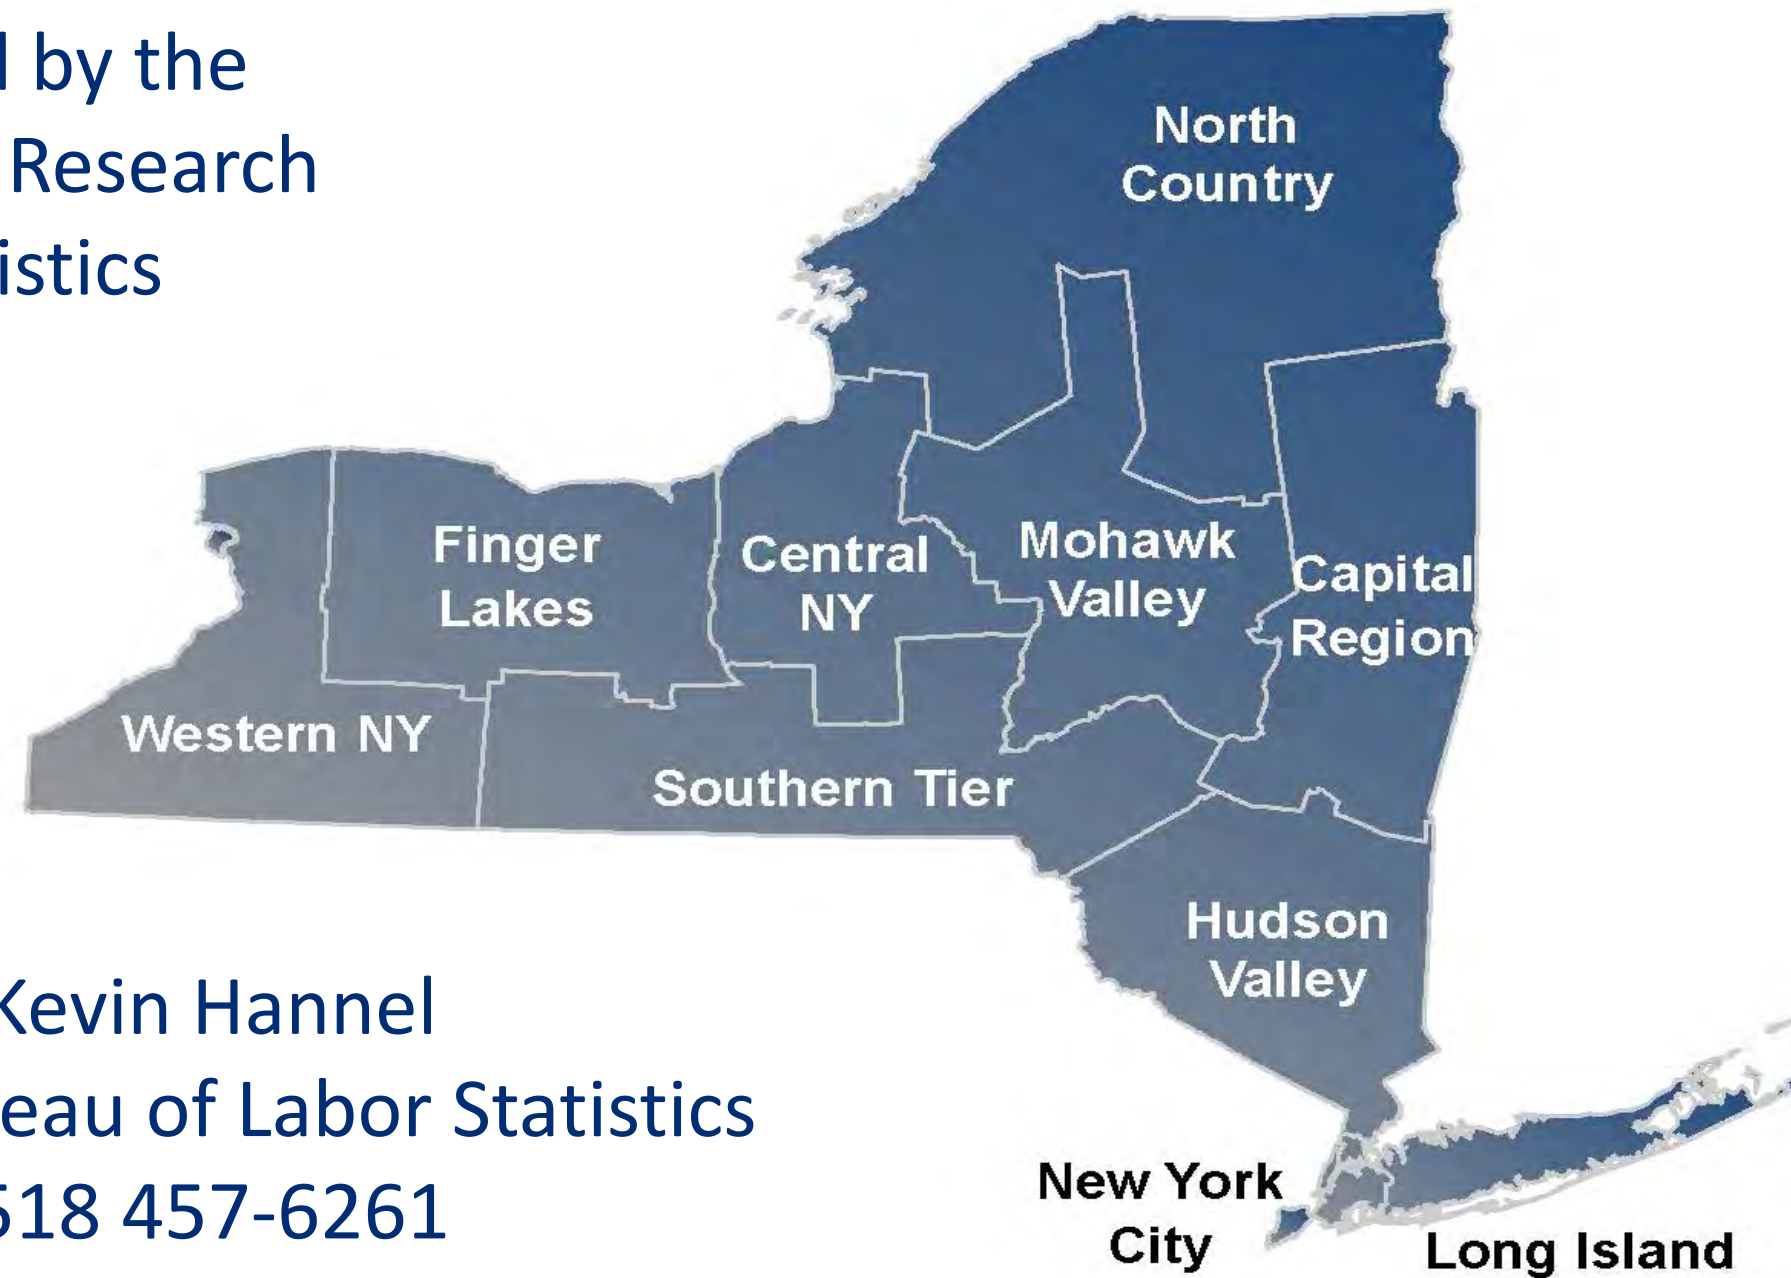 d by the
Research
istics
North
Country
Finger
Lakes
Central
NY
Mohawk
Valley
Capital
Region
Western NY
Southern Tier
Hudson
Valley
Kevin Hannel
eau of Labor Statistics
518 457-6261
New York
City
Long Island